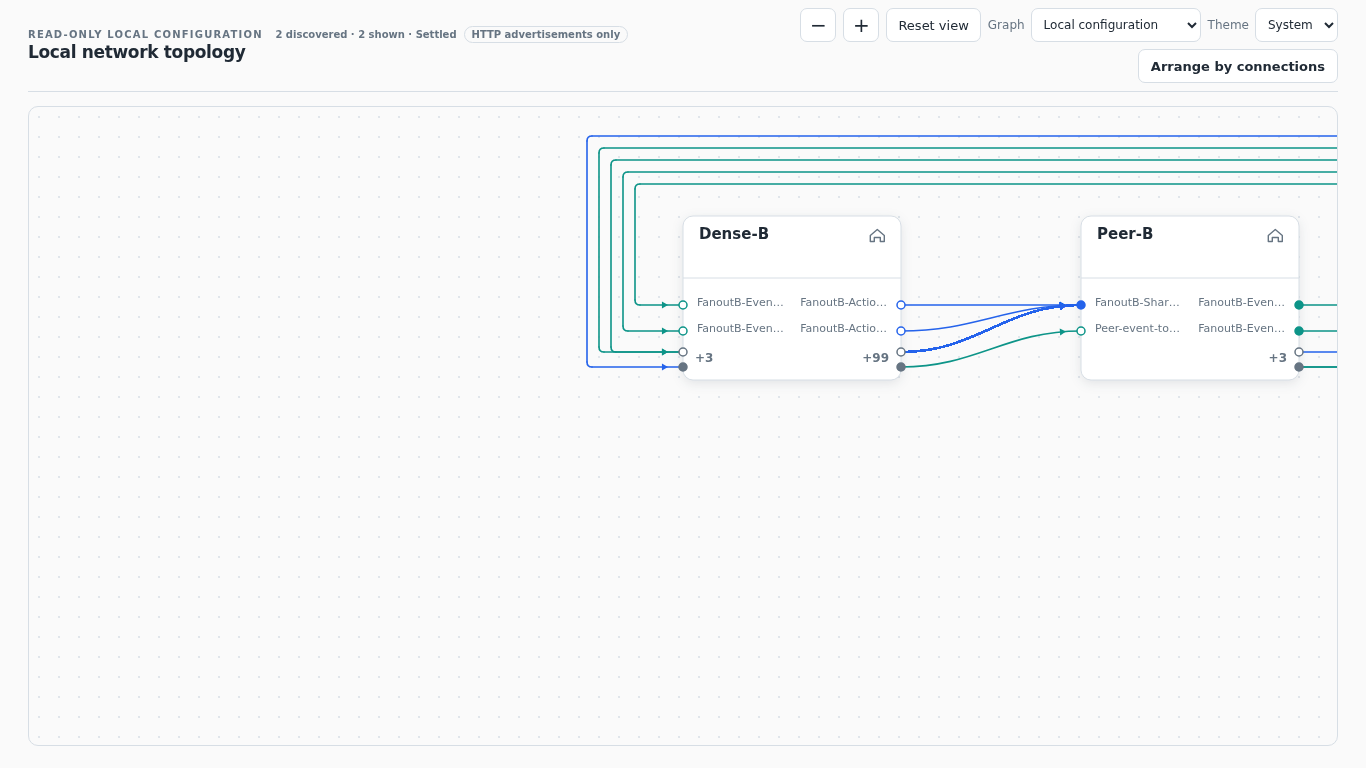 READ-ONLY LOCAL CONFIGURATION 2 discovered · 2 shown · Settled HTTP advertisements only
Local network topology
− + Reset view Graph Local configuration Theme System
Arrange by connections
Dense-B
FanoutB-Even… FanoutB-Actio…
FanoutB-Even… FanoutB-Actio…
+3 +99
Peer-B
FanoutB-Shar… FanoutB-Even…
Peer-event-to… FanoutB-Even…
+3